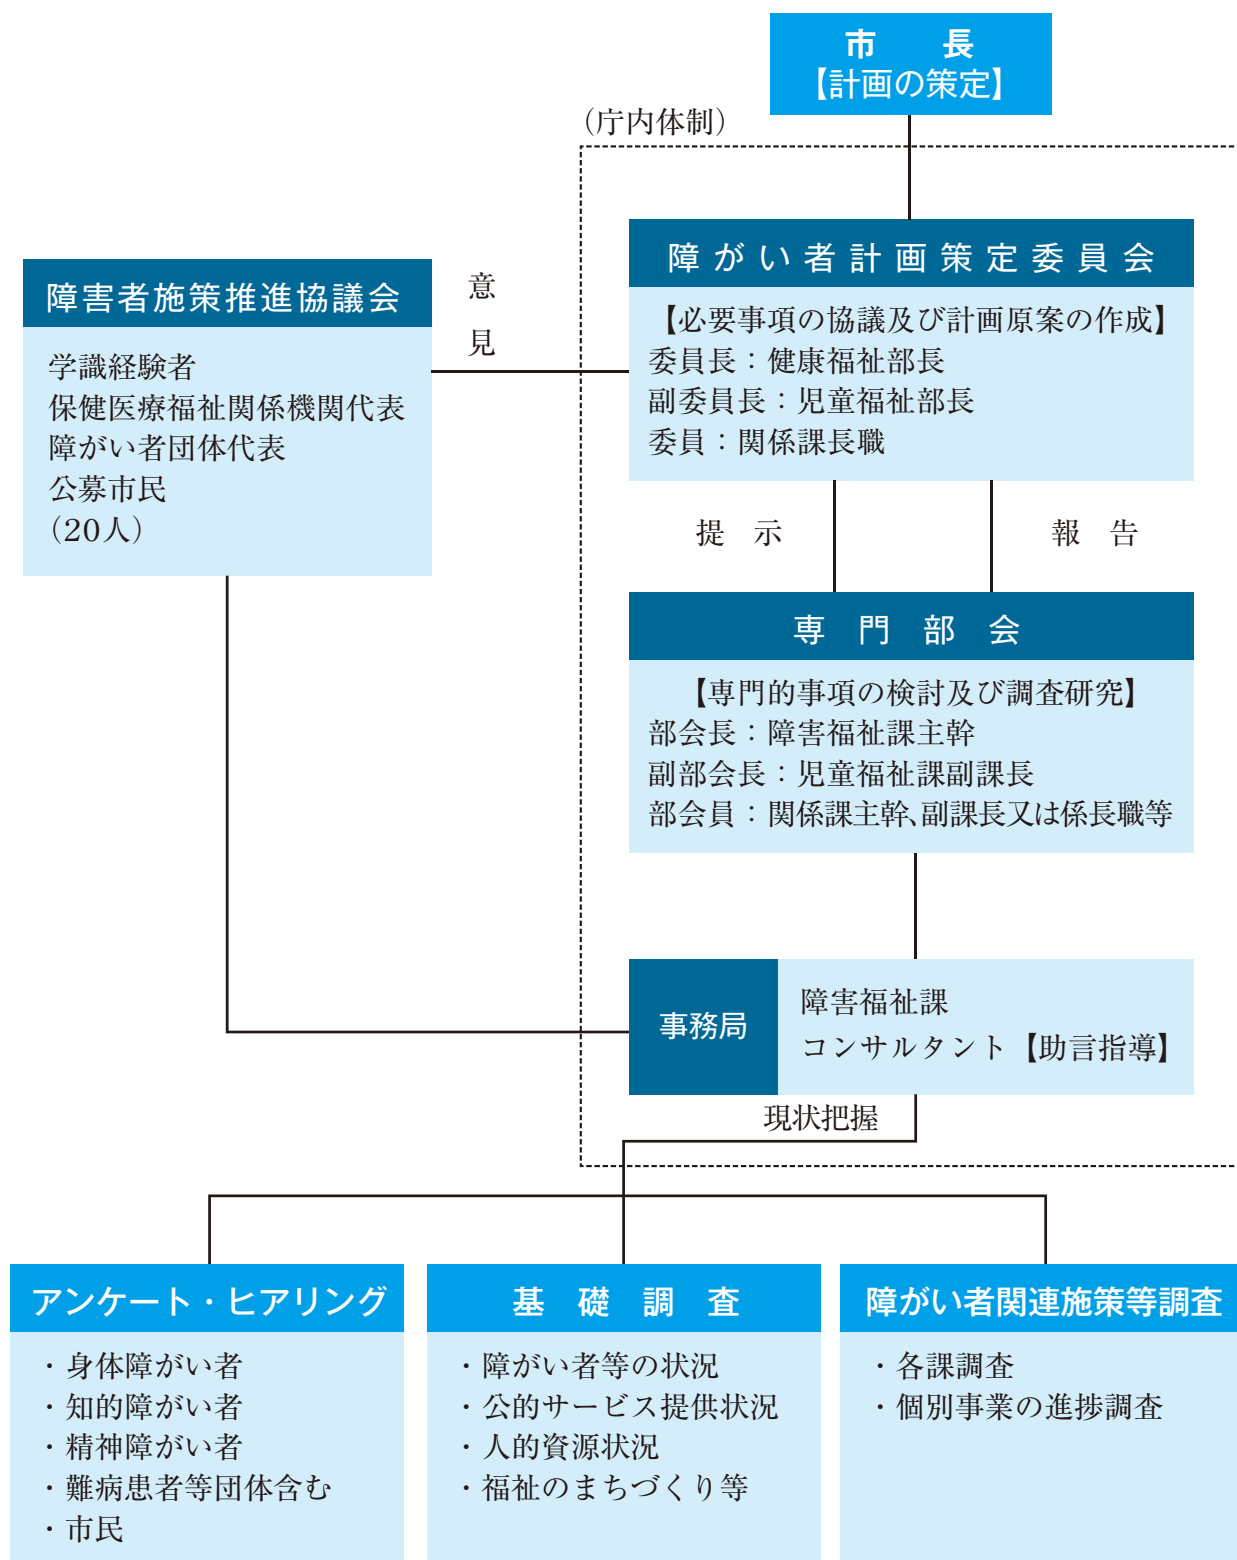 市　長
【計画の策定】
（庁内体制）
障がい者計画策定委員会
【必要事項の協議及び計画原案の作成】
委員長：健康福祉部長
副委員長：児童福祉部長
委員：関係課長職
障害者施策推進協議会
学識経験者
保健医療福祉関係機関代表
障がい者団体代表
公募市民
（20人）
意見
提　示
報　告
専　門　部　会
【専門的事項の検討及び調査研究】
部会長：障害福祉課主幹
副部会長：児童福祉課副課長
部会員：関係課主幹、副課長又は係長職等
事務局
障害福祉課
コンサルタント【助言指導】
現状把握
アンケート・ヒアリング
・身体障がい者
・知的障がい者
・精神障がい者
・難病患者等団体含む
・市民
基　礎　調　査
・障がい者等の状況
・公的サービス提供状況
・人的資源状況
・福祉のまちづくり等
障がい者関連施策等調査
・各課調査
・個別事業の進捗調査